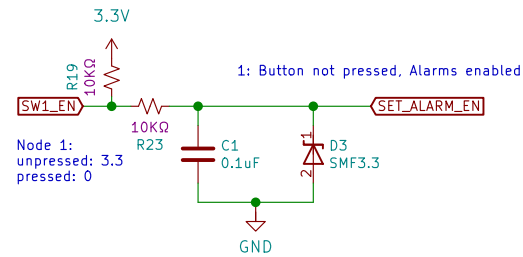 3.3V
R19
10KΩ
1: Button not pressed, Alarms enabled
SW1_EN
SET_ALARM_EN
10KΩ
R23
Node 1:
unpressed: 3.3
pressed: 0
C1
0.1uF
1
D3
SMF3.3
2
GND